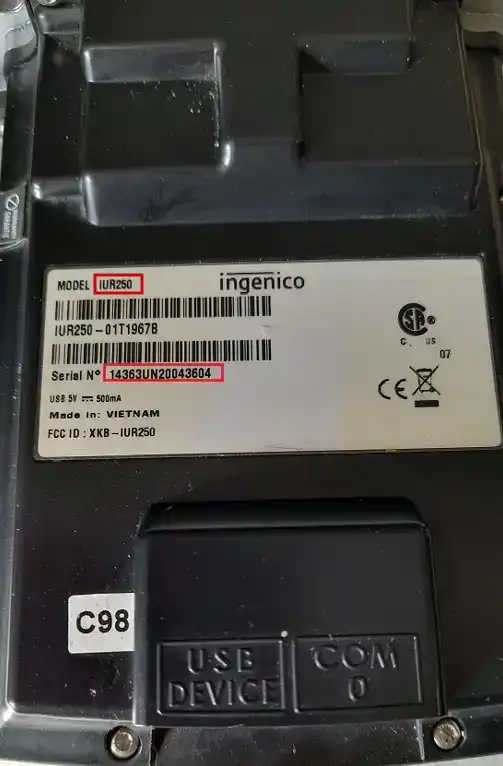 MODEL IUR250
ingenico
IUR250-01T1967B
Serial Nº 14363UN20043604
USB 5V ⎓ 500mA
Made in: VIETNAM
FCC ID : XKB-IUR250
C. US
07
CE
C98
USB DEVICE
COM 0